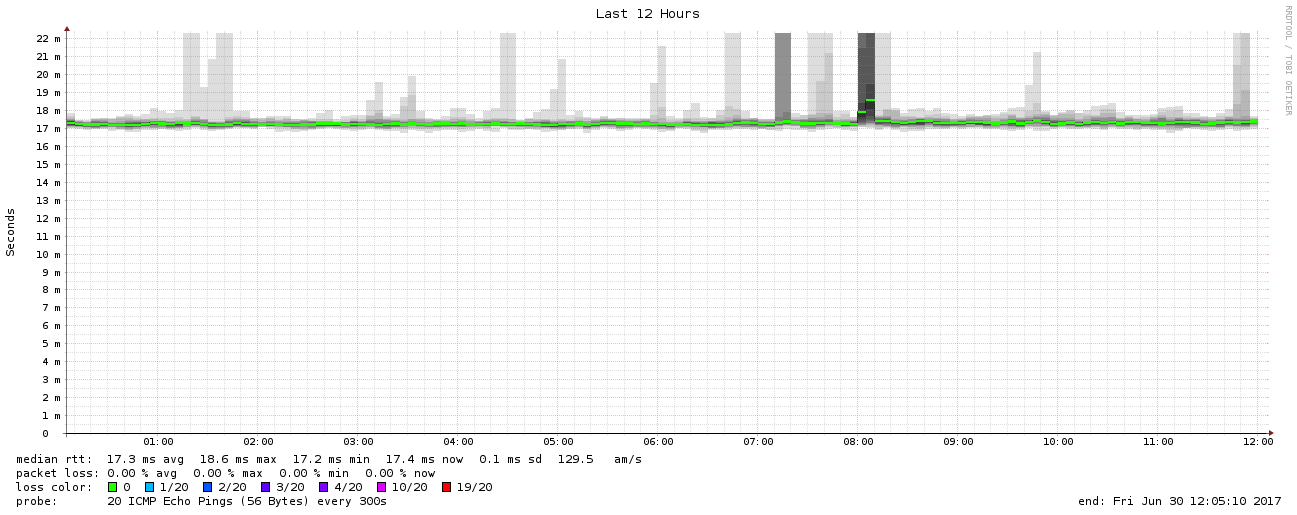 Last 12 Hours
RRDTOOL / TOBI OETIKER
Seconds
22 m
21 m
20 m
19 m
18 m
17 m
16 m
15 m
14 m
13 m
12 m
11 m
10 m
9 m
8 m
7 m
6 m
5 m
4 m
3 m
2 m
1 m
0
01:00 02:00 03:00 04:00 05:00 06:00 07:00 08:00 09:00 10:00 11:00 12:00
median rtt: 17.3 ms avg 18.6 ms max 17.2 ms min 17.4 ms now 0.1 ms sd 129.5 am/s
packet loss: 0.00 % avg 0.00 % max 0.00 % min 0.00 % now
loss color: 0 1/20 2/20 3/20 4/20 10/20 19/20
probe: 20 ICMP Echo Pings (56 Bytes) every 300s end: Fri Jun 30 12:05:10 2017